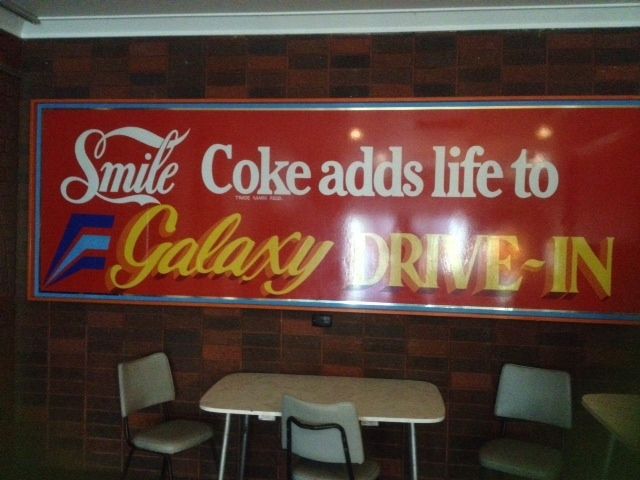 Smile Coke adds life to
TRADE MARK REGD.
Galaxy DRIVE-IN